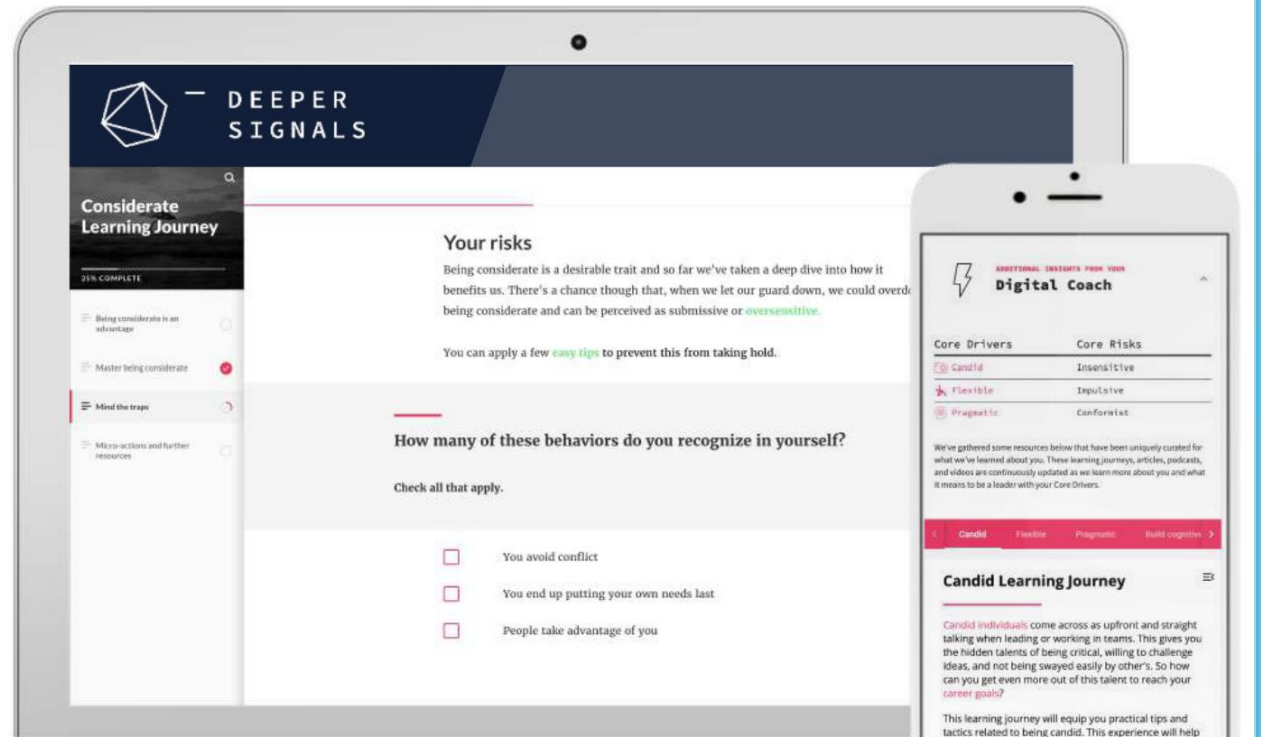 DEEPER
SIGNALS
Considerate
Learning Journey
25% COMPLETE
Being considerate is an
advantage
Master being considerate
Mind the traps
Micro-actions and further
resources
Your risks
Being considerate is a desirable trait and so far we've taken a deep dive into how it
benefits us. There's a chance though that, when we let our guard down, we could overdo
being considerate and can be perceived as submissive or oversensitive.
You can apply a few easy tips to prevent this from taking hold.
How many of these behaviors do you recognize in yourself?
Check all that apply.
You avoid conflict
You end up putting your own needs last
People take advantage of you
ADDITIONAL INSIGHTS FROM YOUR
Digital Coach
Core Drivers Core Risks
Candid Insensitive
Flexible Impulsive
Pragmatic Conformist
We've gathered some resources below that have been uniquely curated for
what we've learned about you. These learning journeys, articles, podcasts,
and videos are continuously updated as we learn more about you and what
it means to be a leader with your Core Drivers.
Candid Flexible Pragmatic Build cognitive
Candid Learning Journey
Candid individuals come across as upfront and straight
talking when leading or working in teams. This gives you
the hidden talents of being critical, willing to challenge
ideas, and not being swayed easily by other's. So how
can you get even more out of this talent to reach your
career goals?
This learning journey will equip you practical tips and
tactics related to being candid. This experience will help